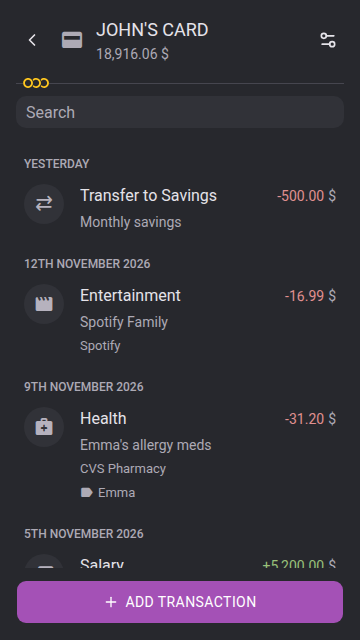 JOHN'S CARD
18,916.06 $
Search
YESTERDAY
Transfer to Savings -500.00 $
Monthly savings
12TH NOVEMBER 2026
Entertainment -16.99 $
Spotify Family
Spotify
9TH NOVEMBER 2026
Health -31.20 $
Emma's allergy meds
CVS Pharmacy
Emma
5TH NOVEMBER 2026
Salary +5,200.00 $
+ ADD TRANSACTION